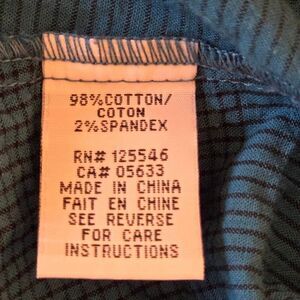 98%COTTON/
COTON
2%SPANDEX
RN# 125546
CA# 05633
MADE IN CHINA
FAIT EN CHINE
SEE REVERSE
FOR CARE
INSTRUCTIONS